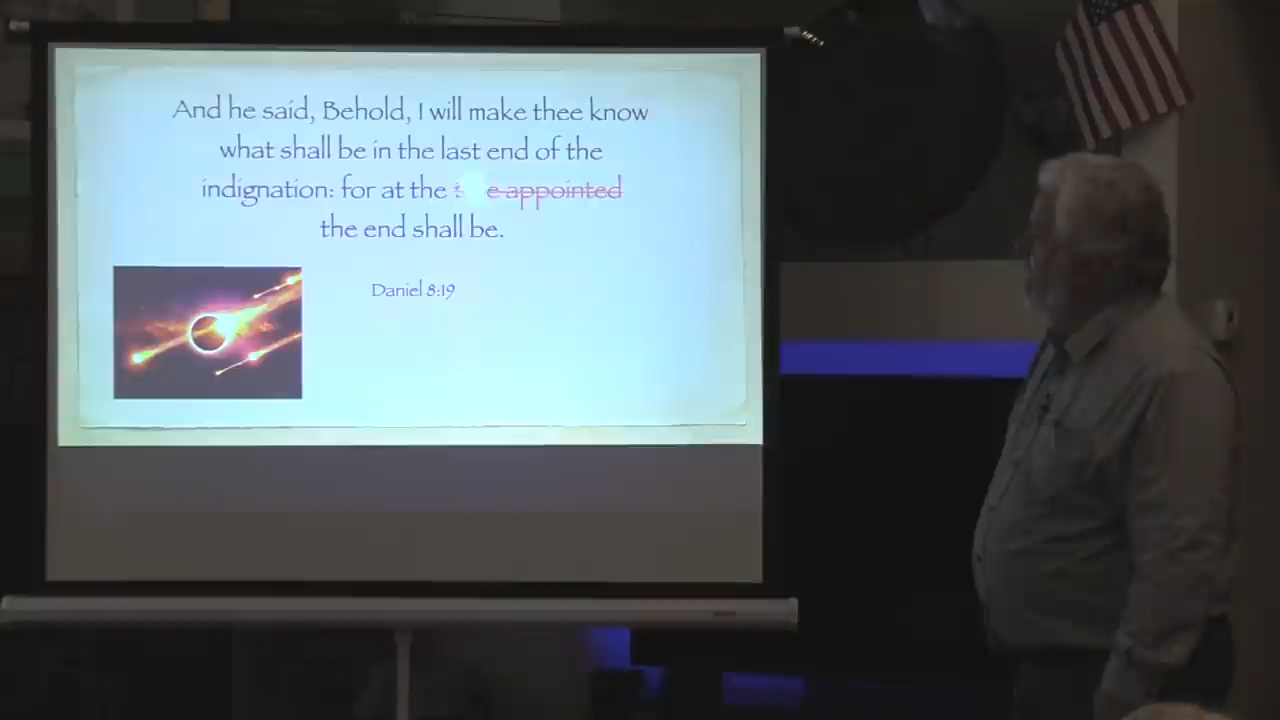 And he said, Behold, I will make thee know
what shall be in the last end of the
indignation: for at the appointed
the end shall be.
Daniel 8:19